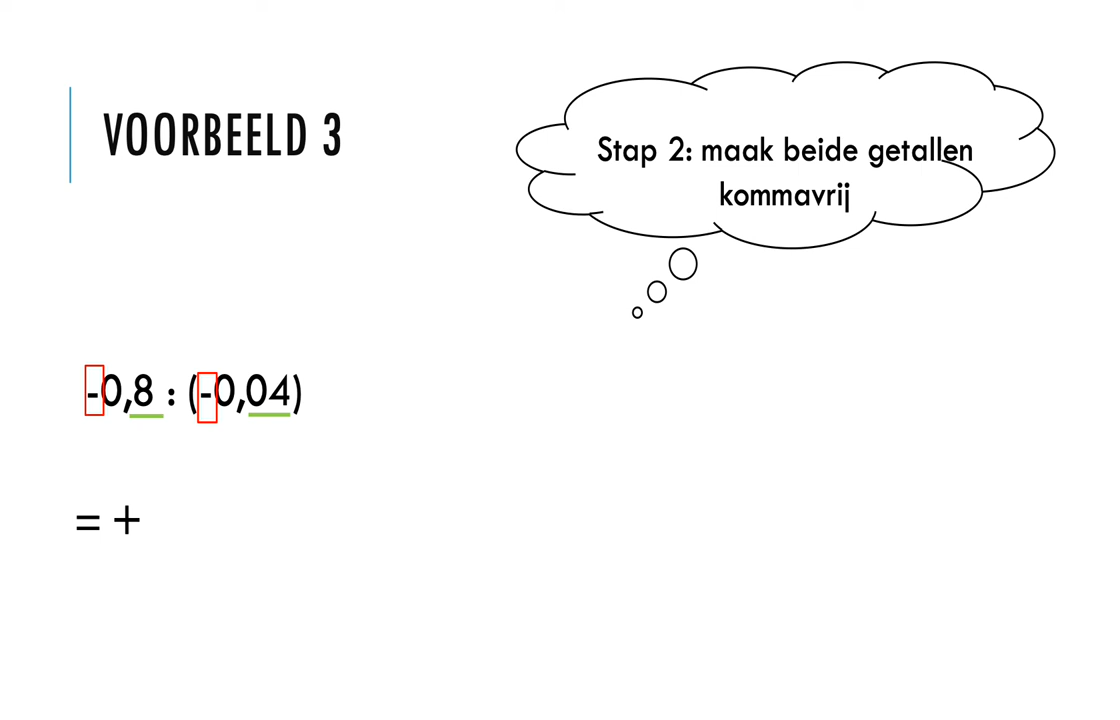 VOORBEELD 3
Stap 2: maak beide getallen
kommavrij
-0,8 : (-0,04)
= +